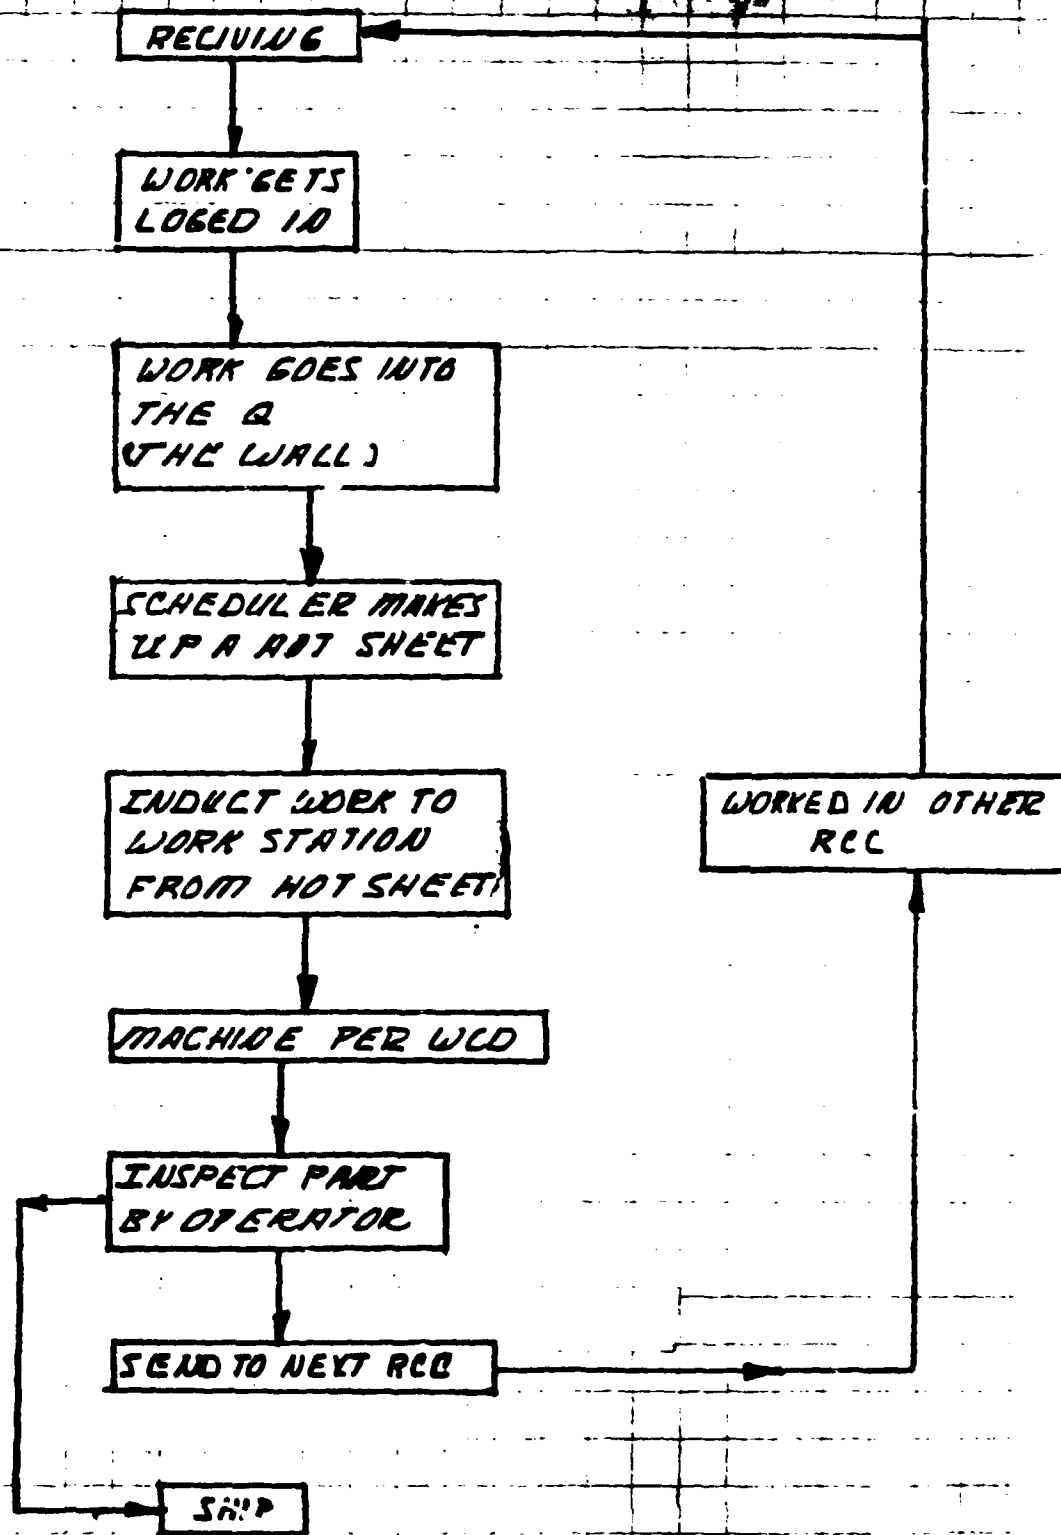 RECIVING
WORK GETS
LOGED IN
WORK GOES INTO
THE Q
(THE WALL)
SCHEDULER MAKES
UP A HOT SHEET
INDUCT WORK TO
WORK STATION
FROM HOT SHEET
WORKED IN OTHER
RCC
MACHINE PER WCD
INSPECT PART
BY OPERATOR
SEND TO NEXT RCC
SHIP